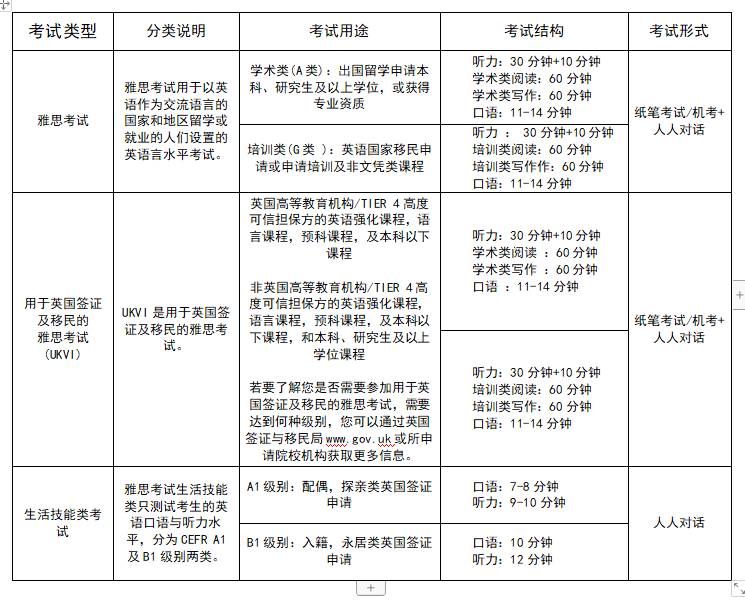 考试类型
分类说明
考试用途
考试结构
考试形式
雅思考试
雅思考试用于以英
语作为交流语言的
国家和地区留学或
就业的人们设置的
英语言水平考试。
学术类(A 类)：出国留学申请本
科、研究生及以上学位，或获得
专业资质
听力：30 分钟+10 分钟
学术类阅读：60 分钟
学术类写作：60 分钟
口语：11-14 分钟
纸笔考试/机考+
人人对话
培训类(G 类 )：英语国家移民申
请或申请培训及非文凭类课程
听力 ： 30 分钟+10 分钟
培训类阅读：60 分钟
培训类写作作：60 分钟
口语：11-14 分钟
用于英国签证
及移民的
雅思考试
(UKVI)
UKVI 是用于英国签
证及移民的雅思考
试。
英国高等教育机构/TIER 4 高度
可信担保方的英语强化课程，语
言课程，预科课程，及本科以下
课程
非英国高等教育机构/TIER 4 高
度可信担保方的英语强化课程，
语言课程，预科课程，及本科以
下课程，和本科、研究生及以上
学位课程
若要了解您是否需要参加用于英
国签证及移民的雅思考试，需要
达到何种级别，您可以通过英国
签证与移民局 www.gov.uk 或所申
请院校机构获取更多信息。
听力：30 分钟+10 分钟
学术类阅读 ：60 分钟
学术类写作 ：60 分钟
口语 ：11-14 分钟
听力：30 分钟+10 分钟
培训类阅读：60 分钟
培训类写作：60 分钟
口语：11-14 分钟
纸笔考试/机考+
人人对话
生活技能类考
试
雅思考试生活技能
类只测试考生的英
语口语与听力水
平，分为 CEFR A1
及 B1 级别两类。
A1 级别：配偶，探亲类英国签证
申请
口语：7-8 分钟
听力：9-10 分钟
人人对话
B1 级别：入籍，永居类英国签证
申请
口语：10 分钟
听力：12 分钟